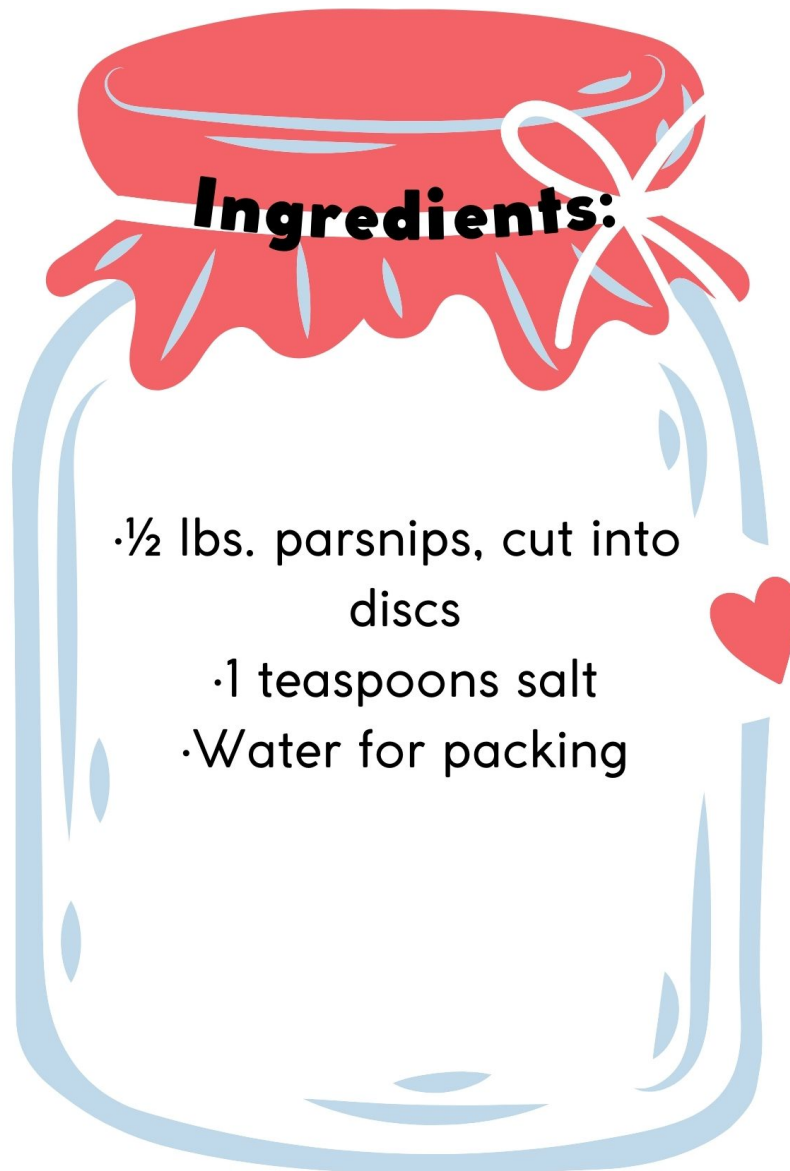 Ingredients:
·½ lbs. parsnips, cut into
discs
·1 teaspoons salt
·Water for packing